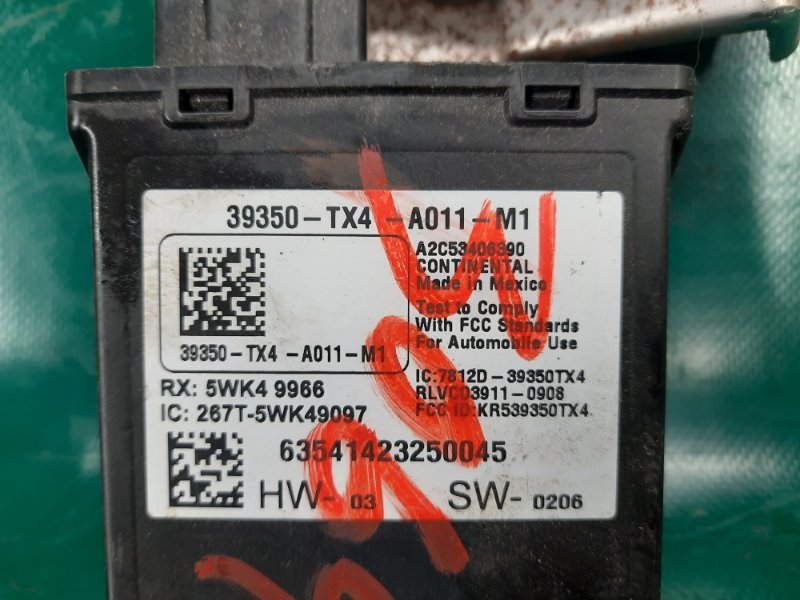 39350-TX4-A011-M1
A2C53406390
CONTINENTAL
Made in Mexico
39350-TX4-A011-M1
Test to Comply
With FCC Standards
For Automobile Use
RX: 5WK4 9966
IC: 267T-5WK49097
IC:7812D-39350TX4
RLVC03911-0908
FCC ID:KR539350TX4
63541423250045
HW- 03 SW- 0206